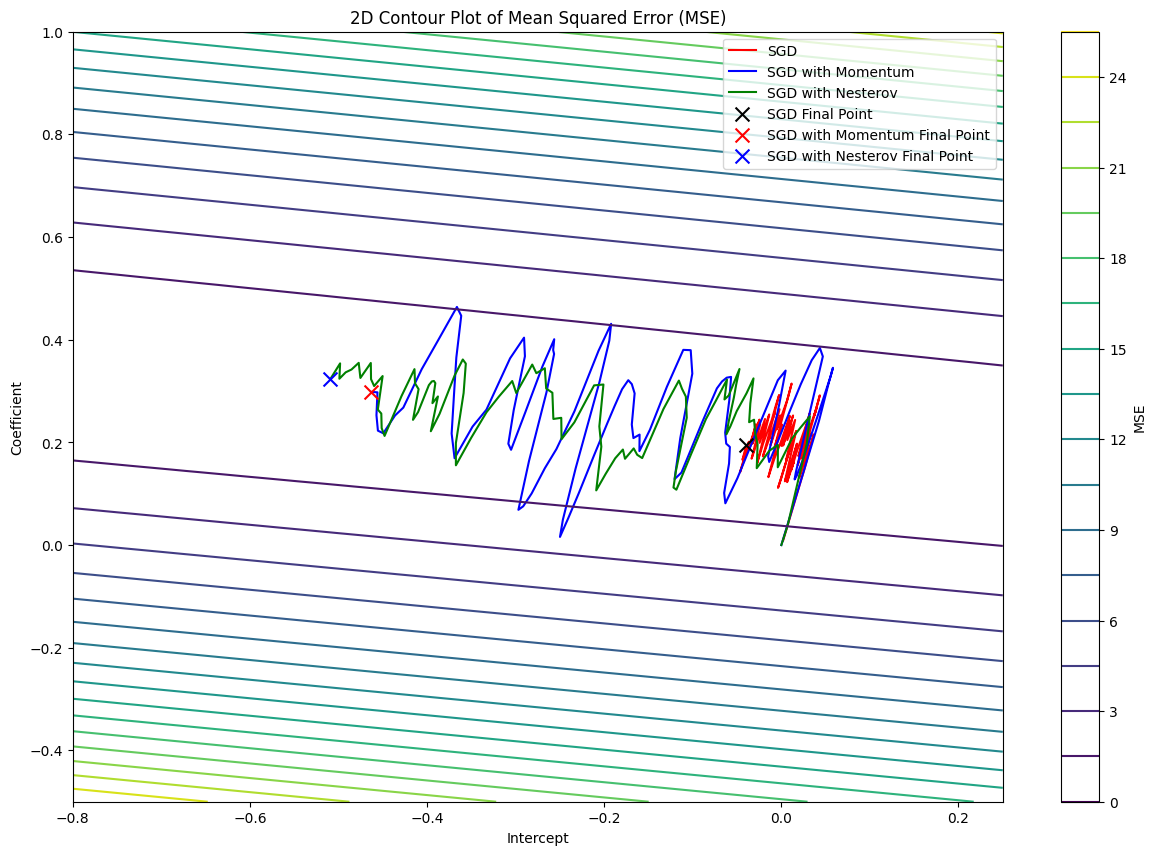 2D Contour Plot of Mean Squared Error (MSE)
SGD
SGD with Momentum
SGD with Nesterov
SGD Final Point
SGD with Momentum Final Point
SGD with Nesterov Final Point
1.0
0.8
0.6
0.4
0.2
0.0
−0.2
−0.4
Coefficient
−0.8
−0.6
−0.4
−0.2
0.0
0.2
Intercept
24
21
18
15
12
9
6
3
0
MSE